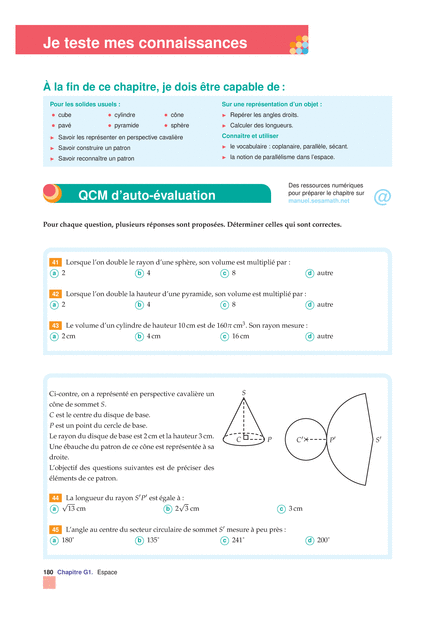 Je teste mes connaissances
À la fin de ce chapitre, je dois être capable de :
Pour les solides usuels :
• cube • cylindre • cône
• pavé • pyramide • sphère
► Savoir les représenter en perspective cavalière
► Savoir construire un patron
► Savoir reconnaître un patron
Sur une représentation d'un objet :
► Repérer les angles droits.
► Calculer des longueurs.
Connaître et utiliser
► le vocabulaire : coplanaire, parallèle, sécant.
► la notion de parallélisme dans l'espace.
QCM d'auto-évaluation
Des ressources numériques
pour préparer le chapitre sur
manuel.sesamath.net
@
Pour chaque question, plusieurs réponses sont proposées. Déterminer celles qui sont correctes.
41 Lorsque l'on double le rayon d'une sphère, son volume est multiplié par :
a 2 b 4 c 8 d autre
42 Lorsque l'on double la hauteur d'une pyramide, son volume est multiplié par :
a 2 b 4 c 8 d autre
43 Le volume d'un cylindre de hauteur 10 cm est de 160π cm³. Son rayon mesure :
a 2 cm b 4 cm c 16 cm d autre
Ci-contre, on a représenté en perspective cavalière un
cône de sommet S.
C est le centre du disque de base.
P est un point du cercle de base.
Le rayon du disque de base est 2 cm et la hauteur 3 cm.
Une ébauche du patron de ce cône est représentée à sa
droite.
L'objectif des questions suivantes est de préciser des
éléments de ce patron.
S
C
P
C'
P'
S'
44 La longueur du rayon S'P' est égale à :
a √13 cm b 2√3 cm c 3 cm
45 L'angle au centre du secteur circulaire de sommet S' mesure à peu près :
a 180° b 135° c 241° d 200°
180 Chapitre G1. Espace